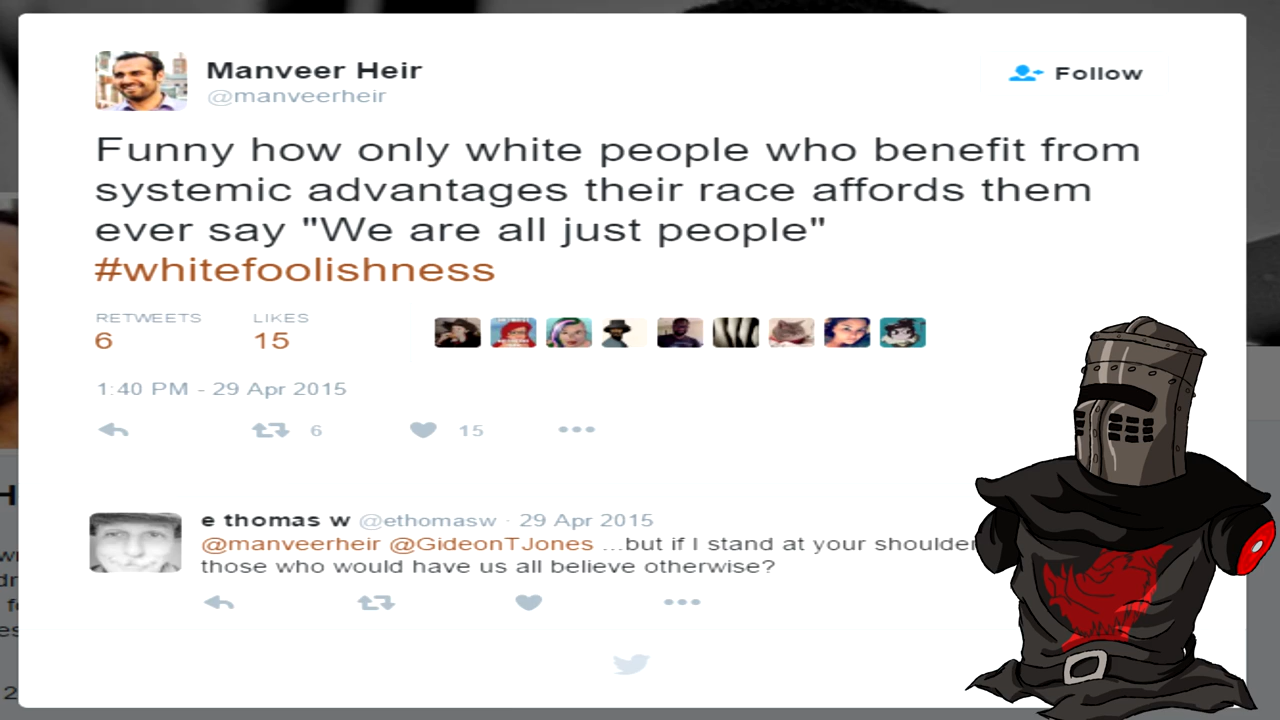 Manveer Heir
@manveerheir
Follow
Funny how only white people who benefit from
systemic advantages their race affords them
ever say "We are all just people"
#whitefoolishness
RETWEETS LIKES
6 15
1:40 PM - 29 Apr 2015
6 15
e thomas w @ethomasw · 29 Apr 2015
@manveerheir @GideonTJones ...but if I stand at your shoulder
those who would have us all believe otherwise?